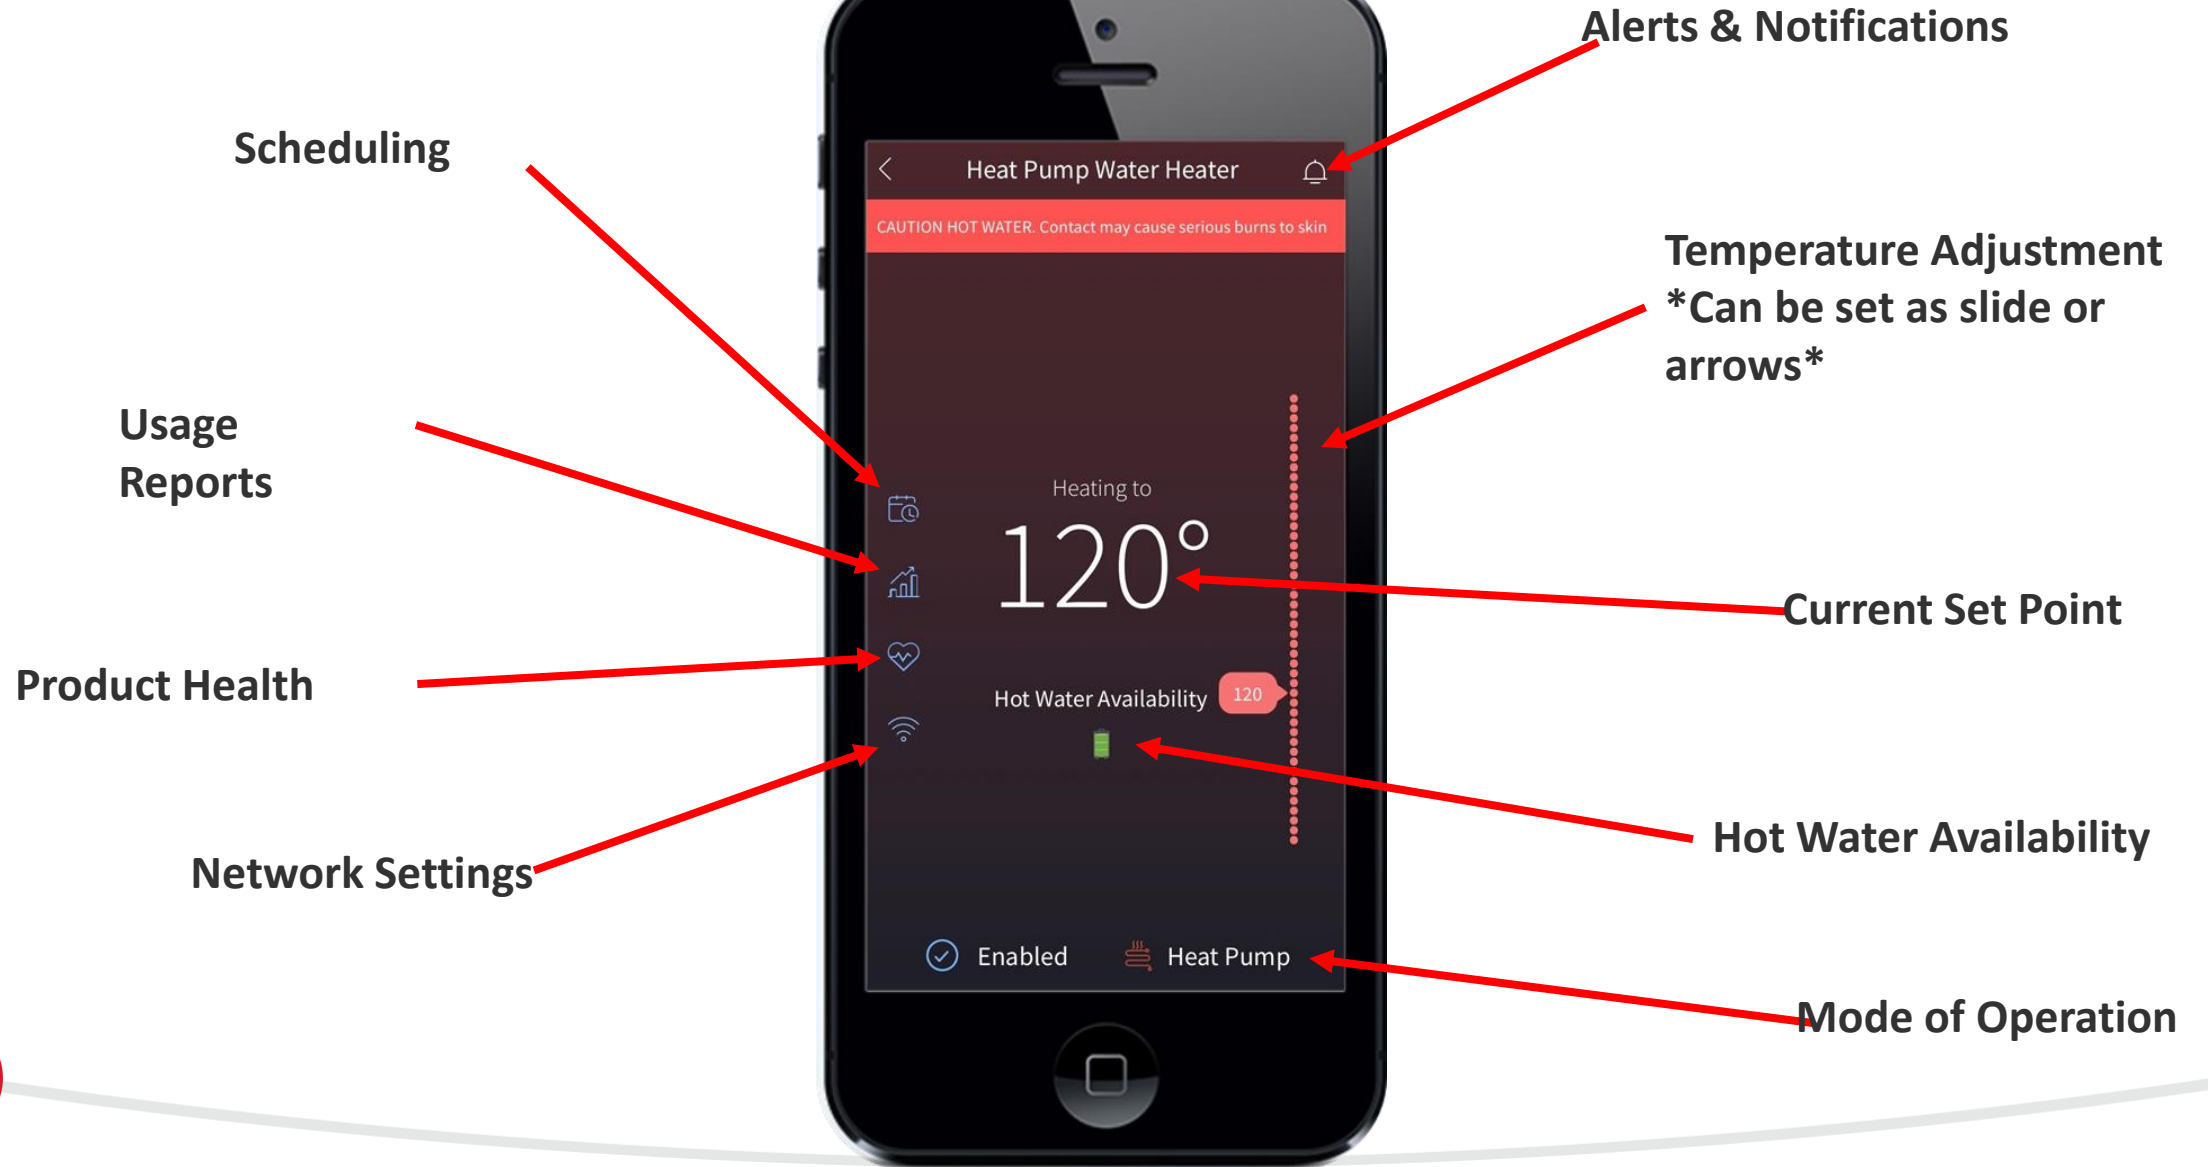 Alerts & Notifications
Scheduling
Heat Pump Water Heater
CAUTION HOT WATER. Contact may cause serious burns to skin
Temperature Adjustment
*Can be set as slide or
arrows*
Usage
Reports
Heating to
120°
Current Set Point
Product Health
Hot Water Availability
120
Hot Water Availability
Network Settings
Enabled
Heat Pump
Mode of Operation